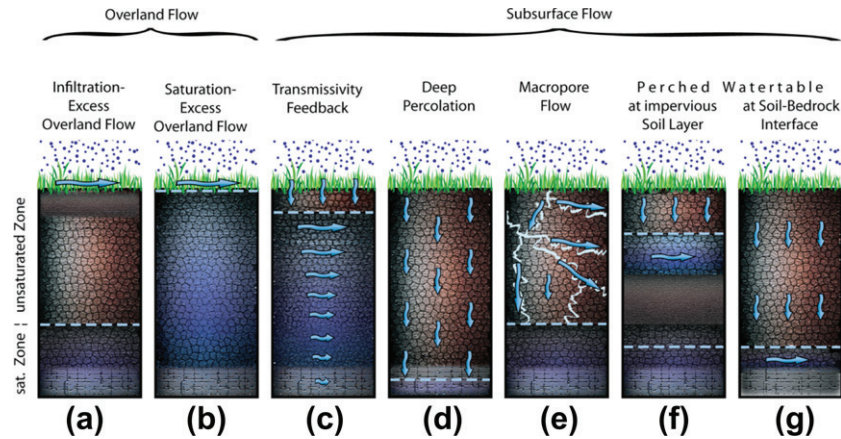 Overland Flow
Subsurface Flow
Infiltration-
Excess
Overland Flow
Saturation-
Excess
Overland Flow
Transmissivity
Feedback
Deep
Percolation
Macropore
Flow
Perched Watertable
at impervious
Soil Layer
at Soil-Bedrock
Interface
unsaturated Zone
sat. Zone
(a)
(b)
(c)
(d)
(e)
(f)
(g)